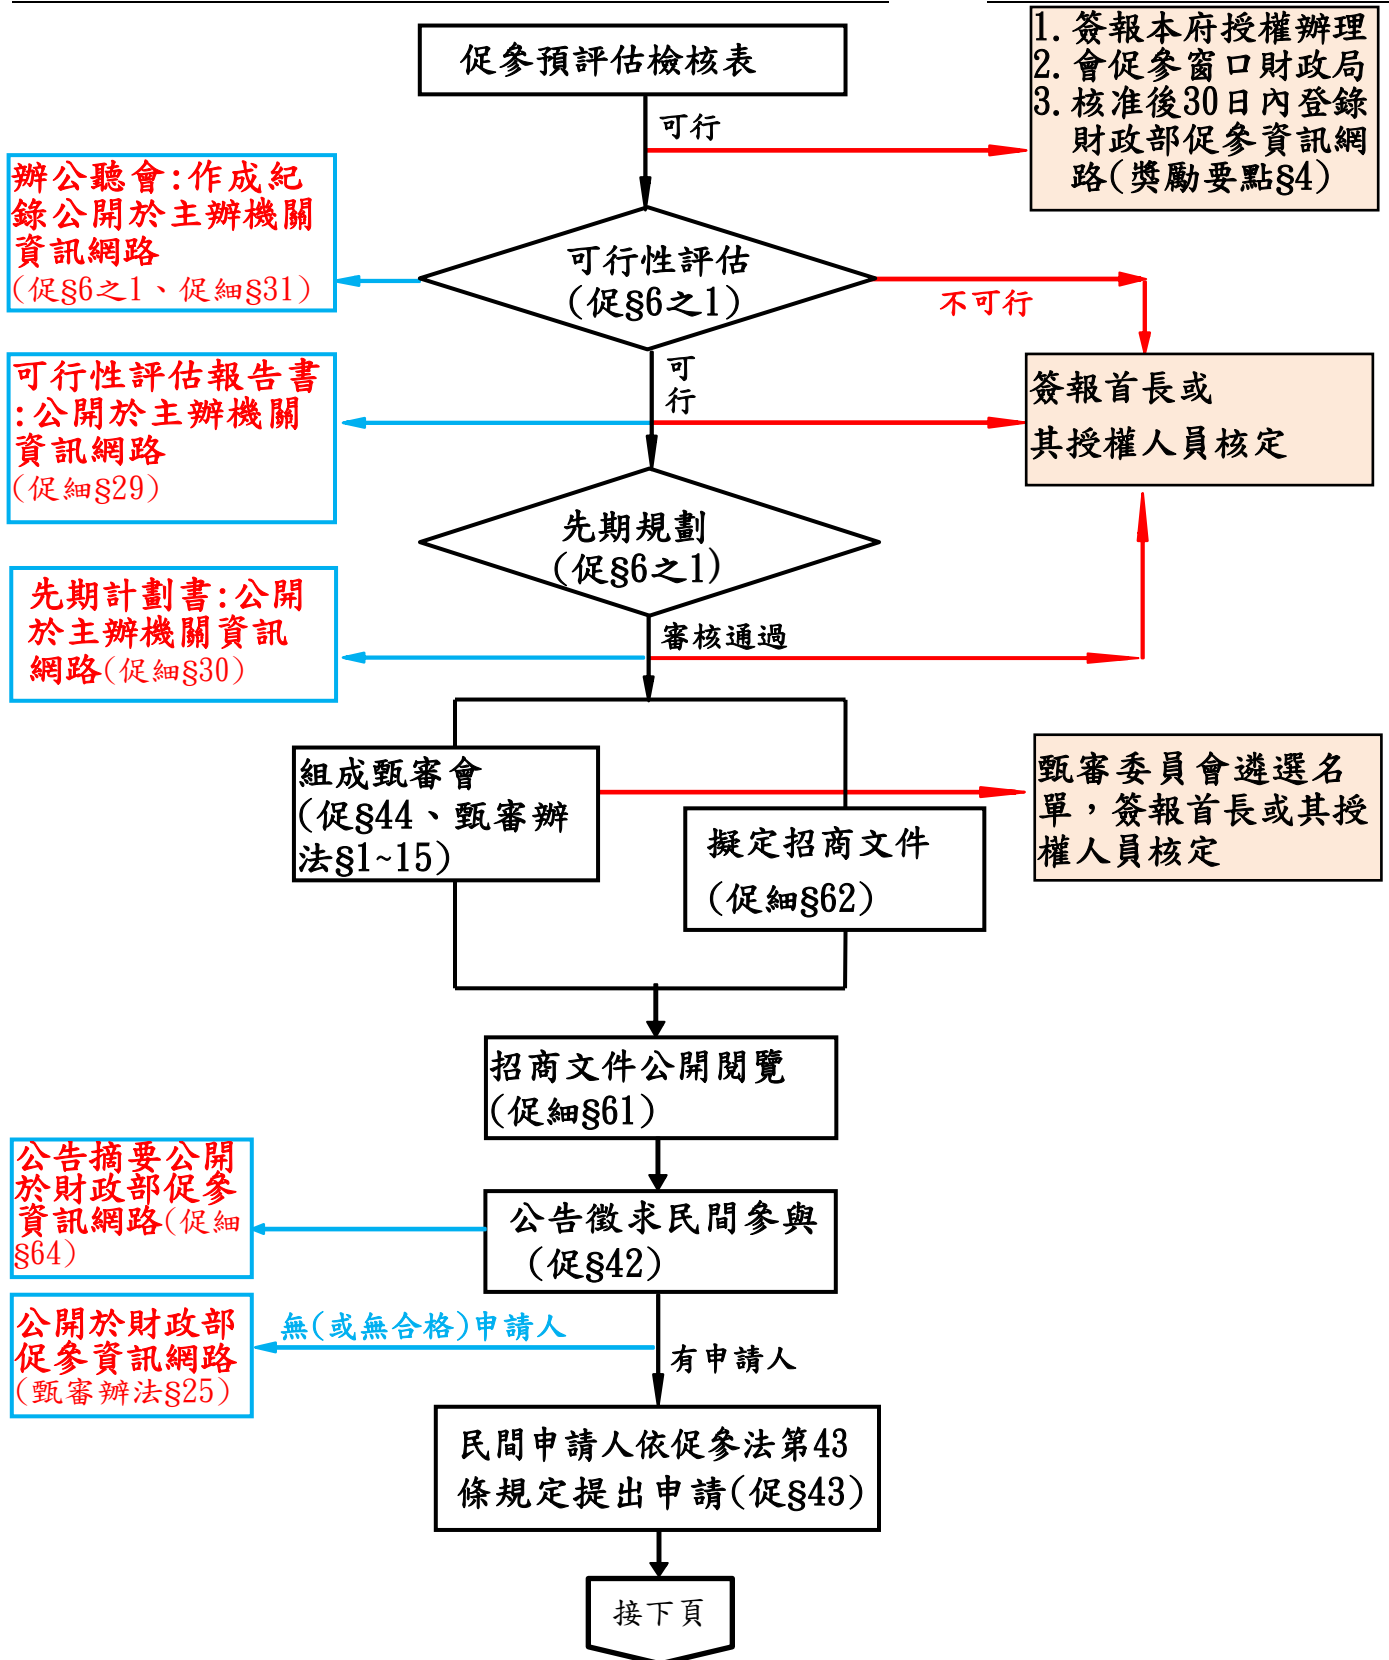 促參預評估檢核表
1. 簽報本府授權辦理
2. 會促參窗口財政局
3. 核准後30日內登錄
財政部促參資訊網
路(獎勵要點§4)
可行
辦公聽會:作成紀
錄公開於主辦機關
資訊網路
(促§6之1、促細§31)
可行性評估
(促§6之1)
不可行
可行性評估報告書
:公開於主辦機關
資訊網路
(促細§29)
可
行
簽報首長或
其授權人員核定
先期規劃
(促§6之1)
先期計劃書:公開
於主辦機關資訊
網路(促細§30)
審核通過
組成甄審會
(促§44、甄審辦
法§1~15)
擬定招商文件
(促細§62)
甄審委員會遴選名
單，簽報首長或其授
權人員核定
招商文件公開閱覽
(促細§61)
公告摘要公開
於財政部促參
資訊網路(促細
§64)
公告徵求民間參與
(促§42)
公開於財政部
促參資訊網路
(甄審辦法§25)
無(或無合格)申請人
有申請人
民間申請人依促參法第43
條規定提出申請(促§43)
接下頁